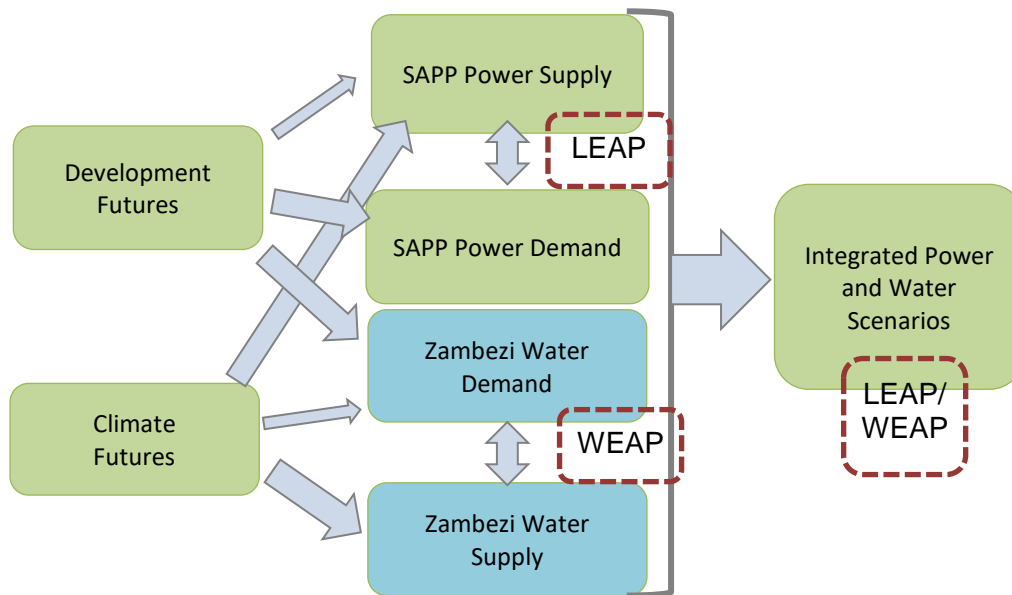 SAPP Power Supply
LEAP
Development
Futures
SAPP Power Demand
Integrated Power
and Water
Scenarios
Zambezi Water
Demand
LEAP/
WEAP
Climate
Futures
WEAP
Zambezi Water
Supply